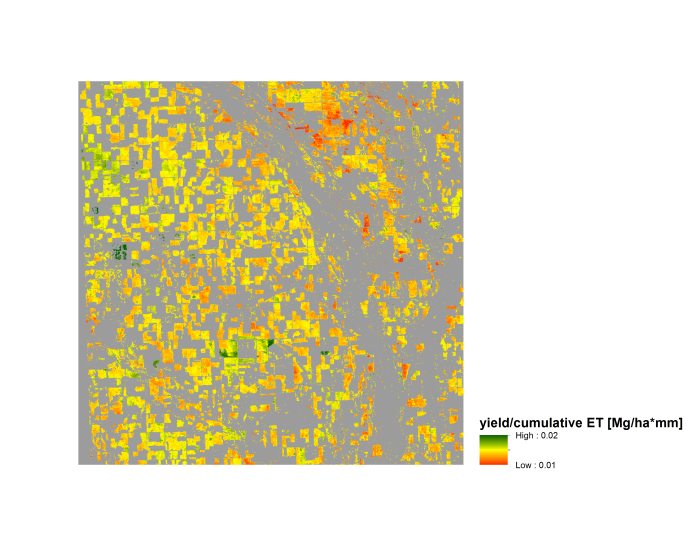 yield/cumulative ET [Mg/ha*mm]
High : 0.02
Low : 0.01